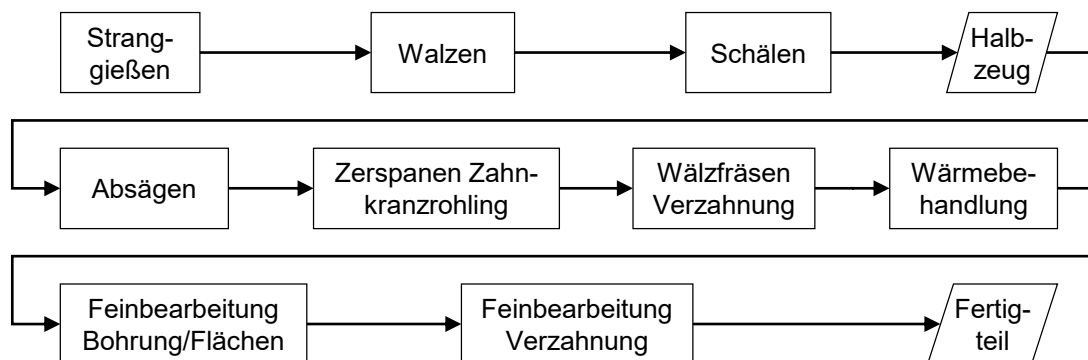 Strang-
gießen
Walzen
Schälen
Halb-
zeug
Absägen
Zerspanen Zahn-
kranzrohling
Wälzfräsen
Verzahnung
Wärmebe-
handlung
Feinbearbeitung
Bohrung/Flächen
Feinbearbeitung
Verzahnung
Fertig-
teil